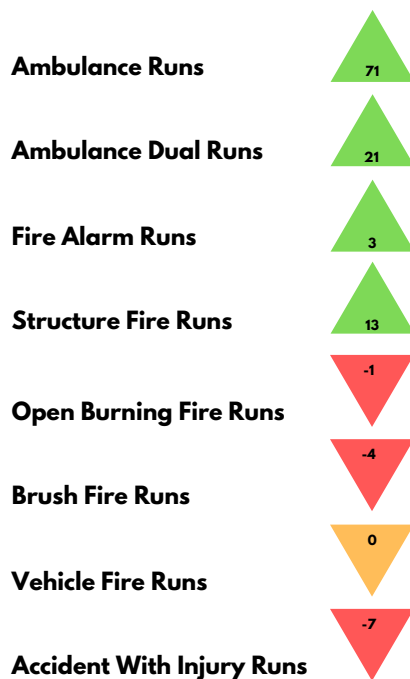 Ambulance Runs 71
Ambulance Dual Runs 21
Fire Alarm Runs 3
Structure Fire Runs 13
Open Burning Fire Runs -1
Brush Fire Runs -4
Vehicle Fire Runs 0
Accident With Injury Runs -7